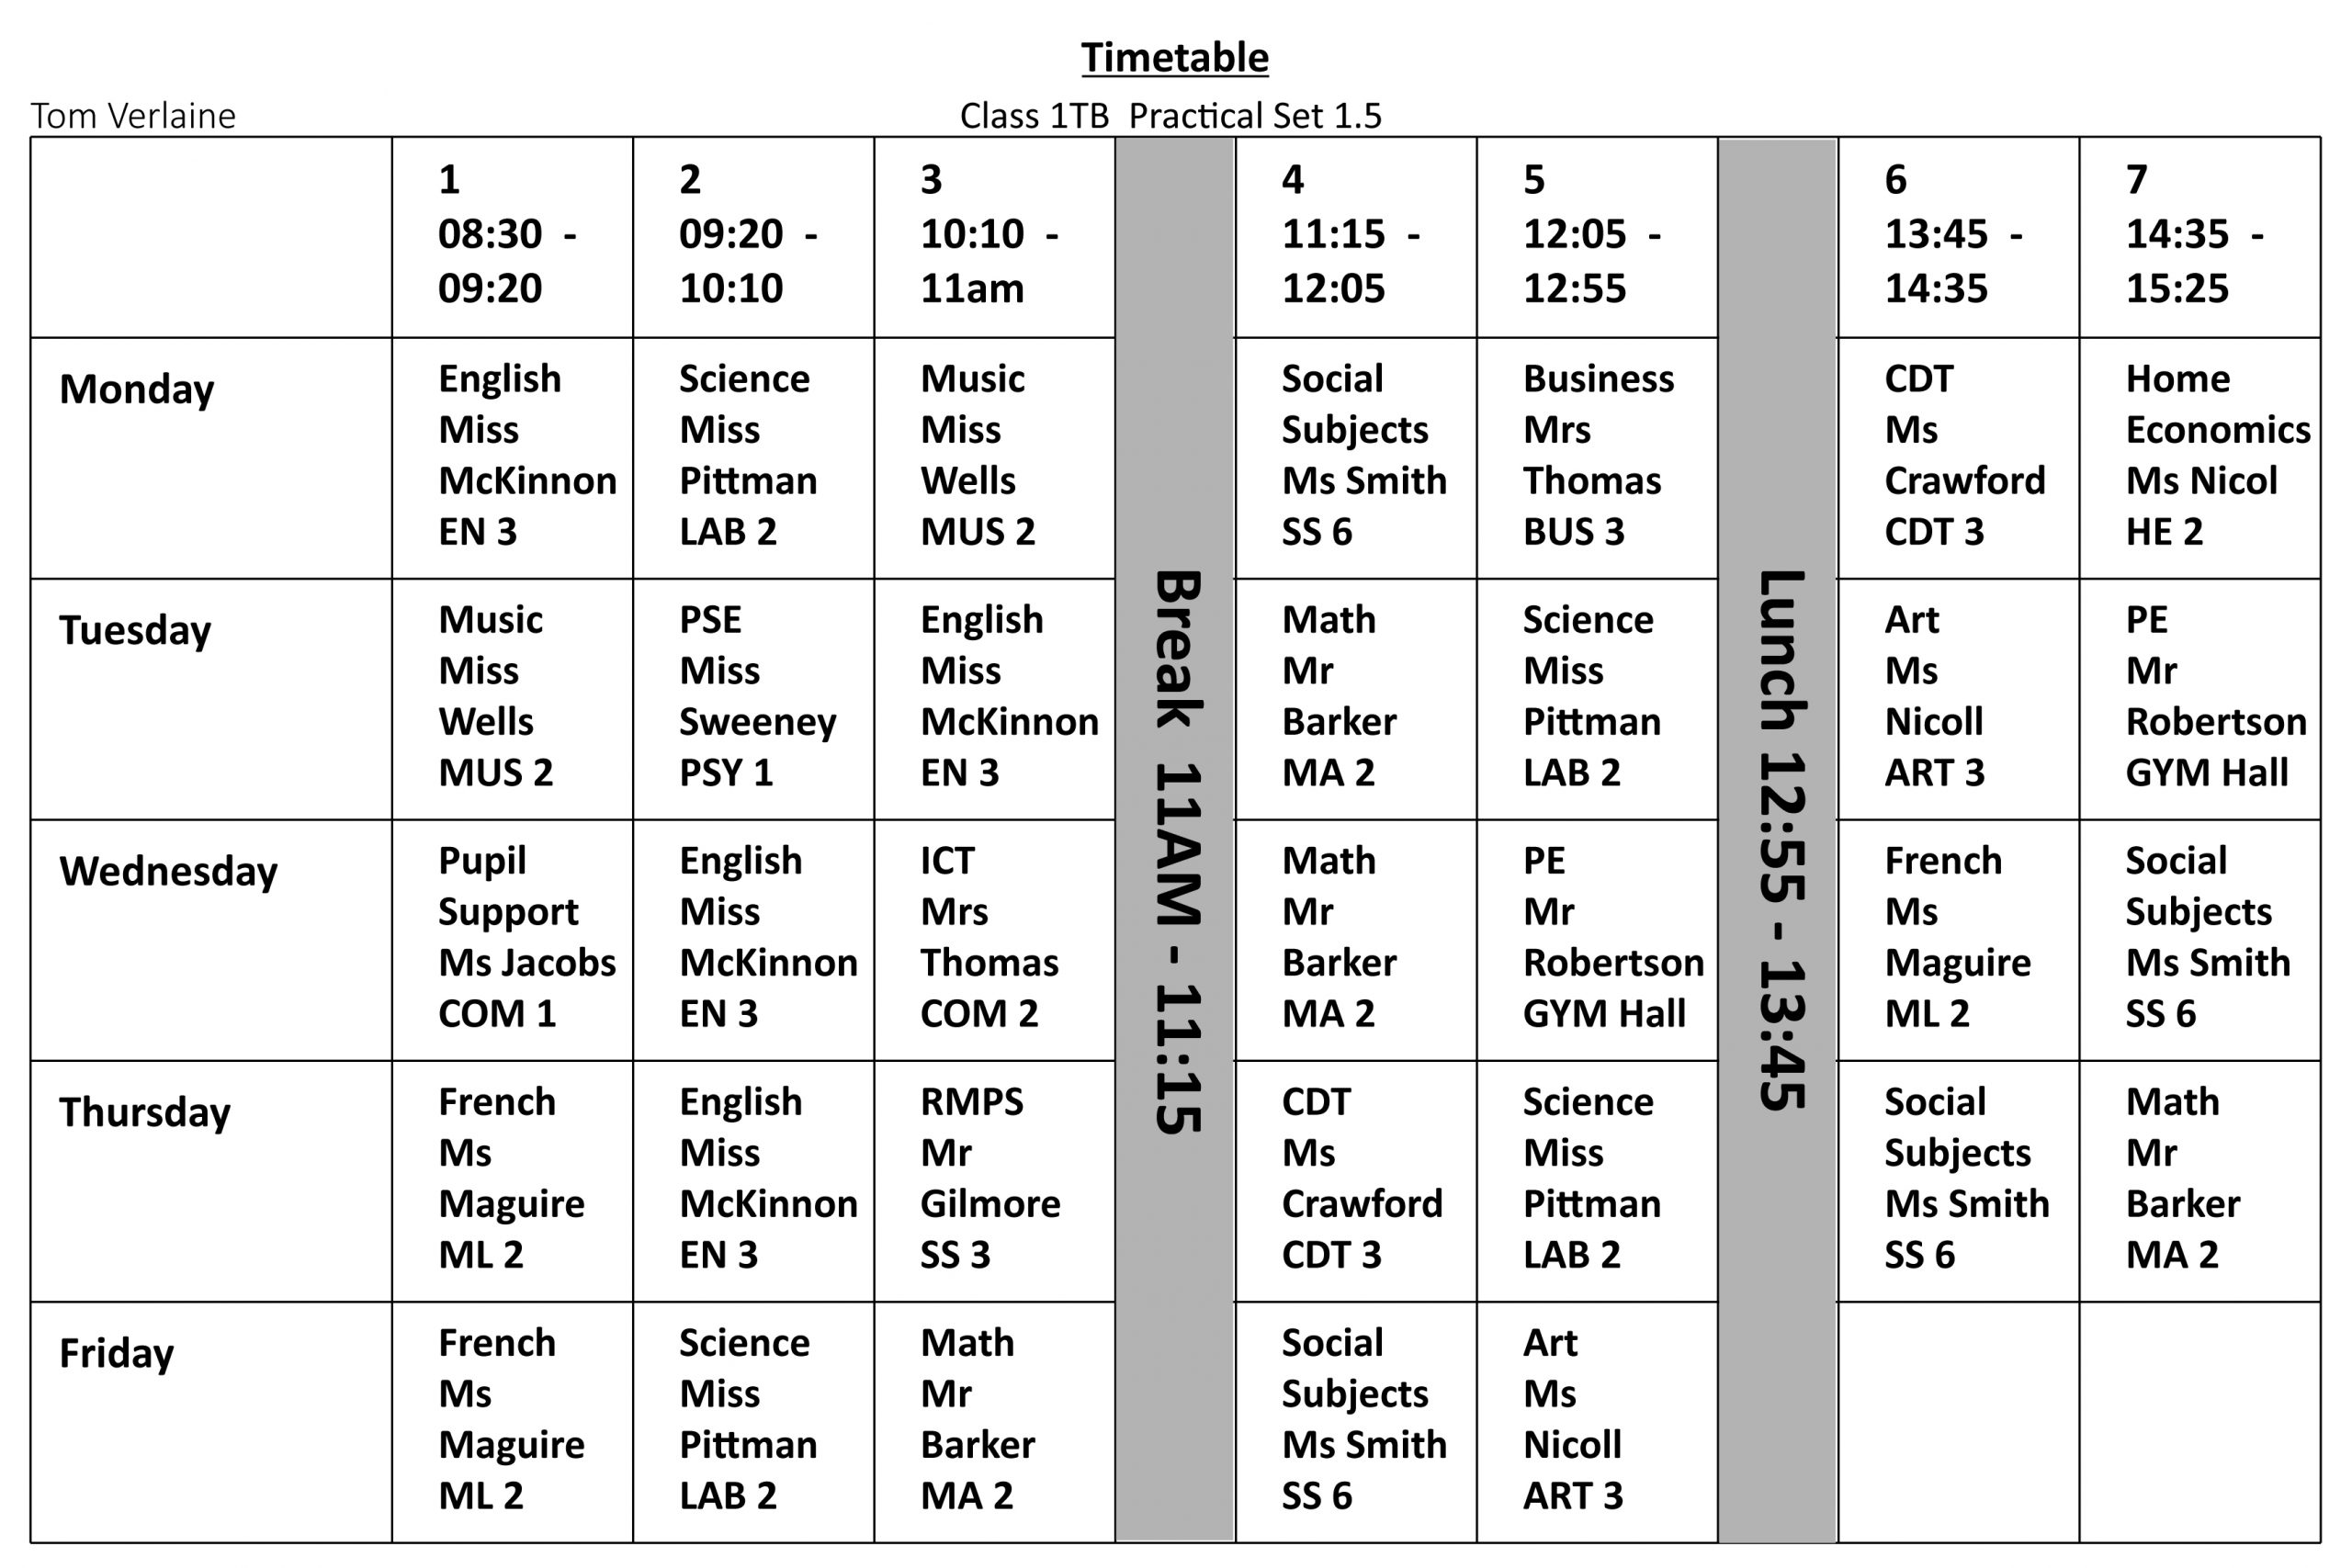 Timetable
Tom Verlaine
Class 1TB Practical Set 1.5
1
08:30 -
09:20
2
09:20 -
10:10
3
10:10 -
11am
Break 11AM - 11:15
4
11:15 -
12:05
5
12:05 -
12:55
Lunch 12:55 - 13:45
6
13:45 -
14:35
7
14:35 -
15:25
Monday
English
Miss
McKinnon
EN 3
Science
Miss
Pittman
LAB 2
Music
Miss
Wells
MUS 2
Social
Subjects
Ms Smith
SS 6
Business
Mrs
Thomas
BUS 3
CDT
Ms
Crawford
CDT 3
Home
Economics
Ms Nicol
HE 2
Tuesday
Music
Miss
Wells
MUS 2
PSE
Miss
Sweeney
PSY 1
English
Miss
McKinnon
EN 3
Math
Mr
Barker
MA 2
Science
Miss
Pittman
LAB 2
Art
Ms
Nicoll
ART 3
PE
Mr
Robertson
GYM Hall
Wednesday
Pupil
Support
Ms Jacobs
COM 1
English
Miss
McKinnon
EN 3
ICT
Mrs
Thomas
COM 2
Math
Mr
Barker
MA 2
PE
Mr
Robertson
GYM Hall
French
Ms
Maguire
ML 2
Social
Subjects
Ms Smith
SS 6
Thursday
French
Ms
Maguire
ML 2
English
Miss
McKinnon
EN 3
RMPS
Mr
Gilmore
SS 3
CDT
Ms
Crawford
CDT 3
Science
Miss
Pittman
LAB 2
Social
Subjects
Ms Smith
SS 6
Math
Mr
Barker
MA 2
Friday
French
Ms
Maguire
ML 2
Science
Miss
Pittman
LAB 2
Math
Mr
Barker
MA 2
Social
Subjects
Ms Smith
SS 6
Art
Ms
Nicoll
ART 3